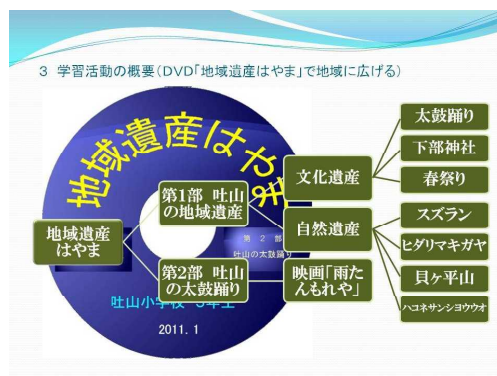 3 学習活動の概要(DVD「地域遺産はやま」で地域に広げる)
地域遺産はやま
地域遺産
はやま
第1部 吐山
の地域遺産
第2部 吐山
の太鼓踊り
文化遺産
自然遺産
映画「雨た
んもれや」
太鼓踊り
下部神社
春祭り
スズラン
ヒダリマキガヤ
貝ヶ平山
ハコネサンショウウオ
第 2 部
吐山の太鼓踊り
吐山小学校 5年生
2011.1